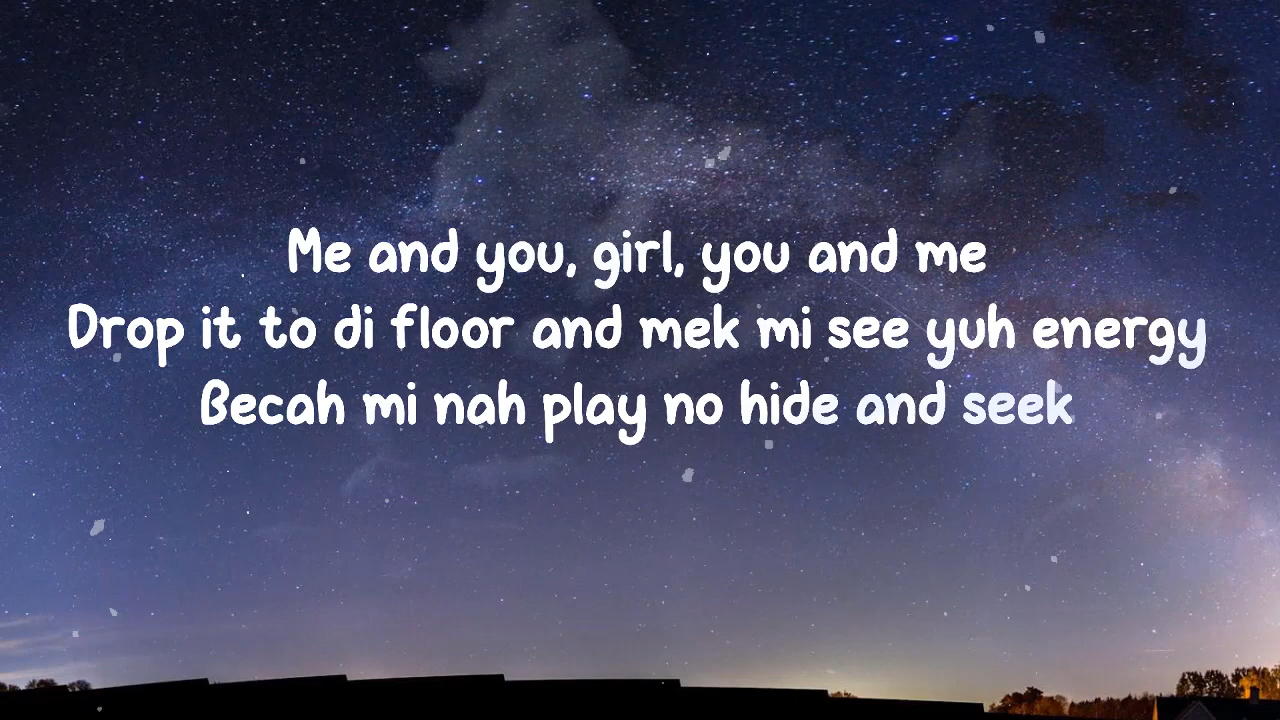 Me and you, girl, you and me
Drop it to di floor and mek mi see yuh energy
Becah mi nah play no hide and seek